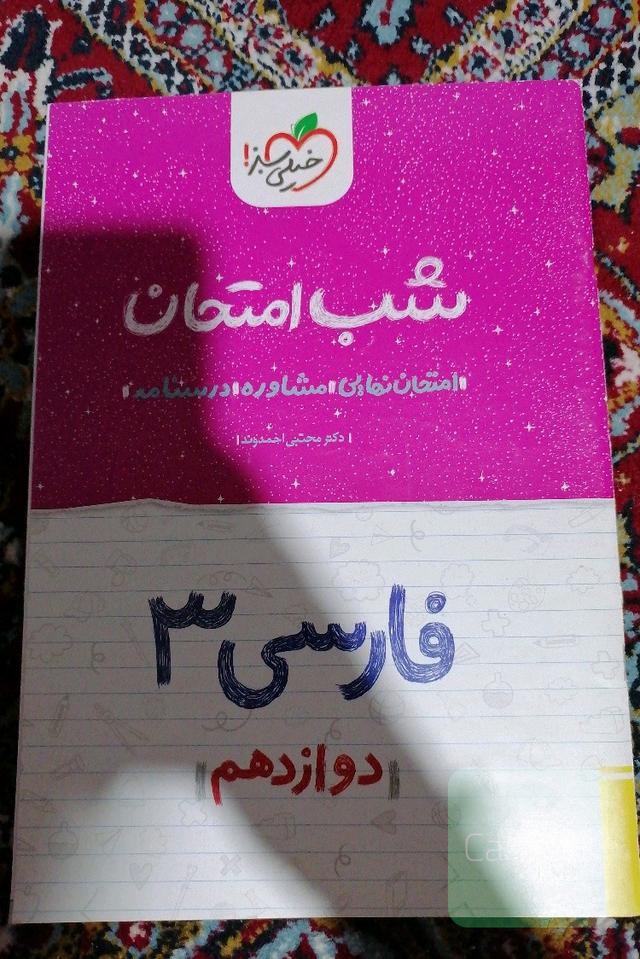 خیلی سبز!
شب امتحان
امتحان نهایی | مشاوره | درسنامه
| دکتر مجتبی احمدوند |
فارسی ۳
| دوازدهم |